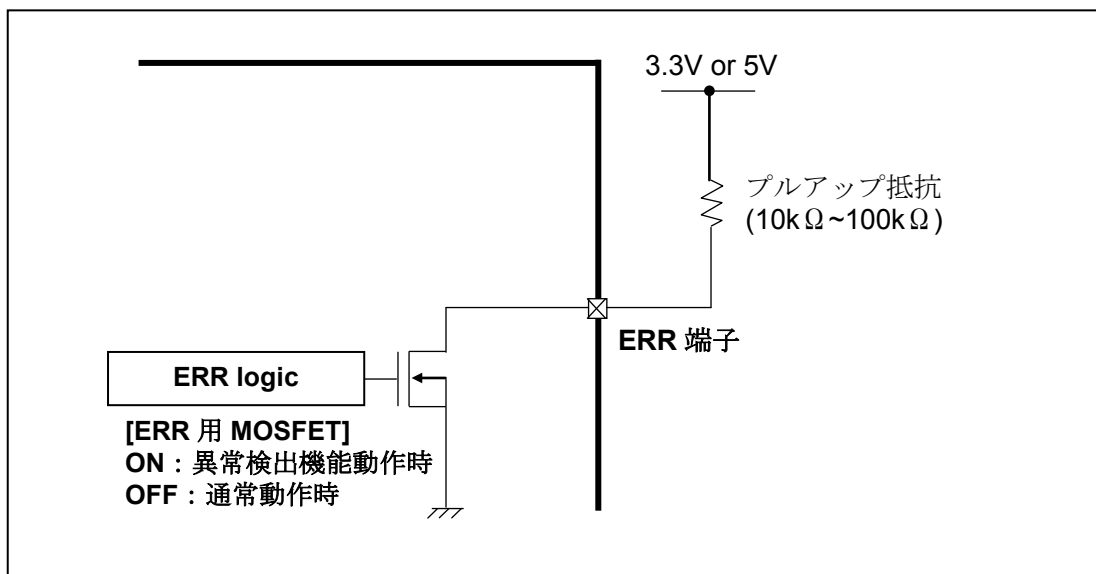 3.3V or 5V
プルアップ抵抗
(10kΩ~100kΩ)
ERR 端子
ERR logic
[ERR 用 MOSFET]
ON：異常検出機能動作時
OFF：通常動作時